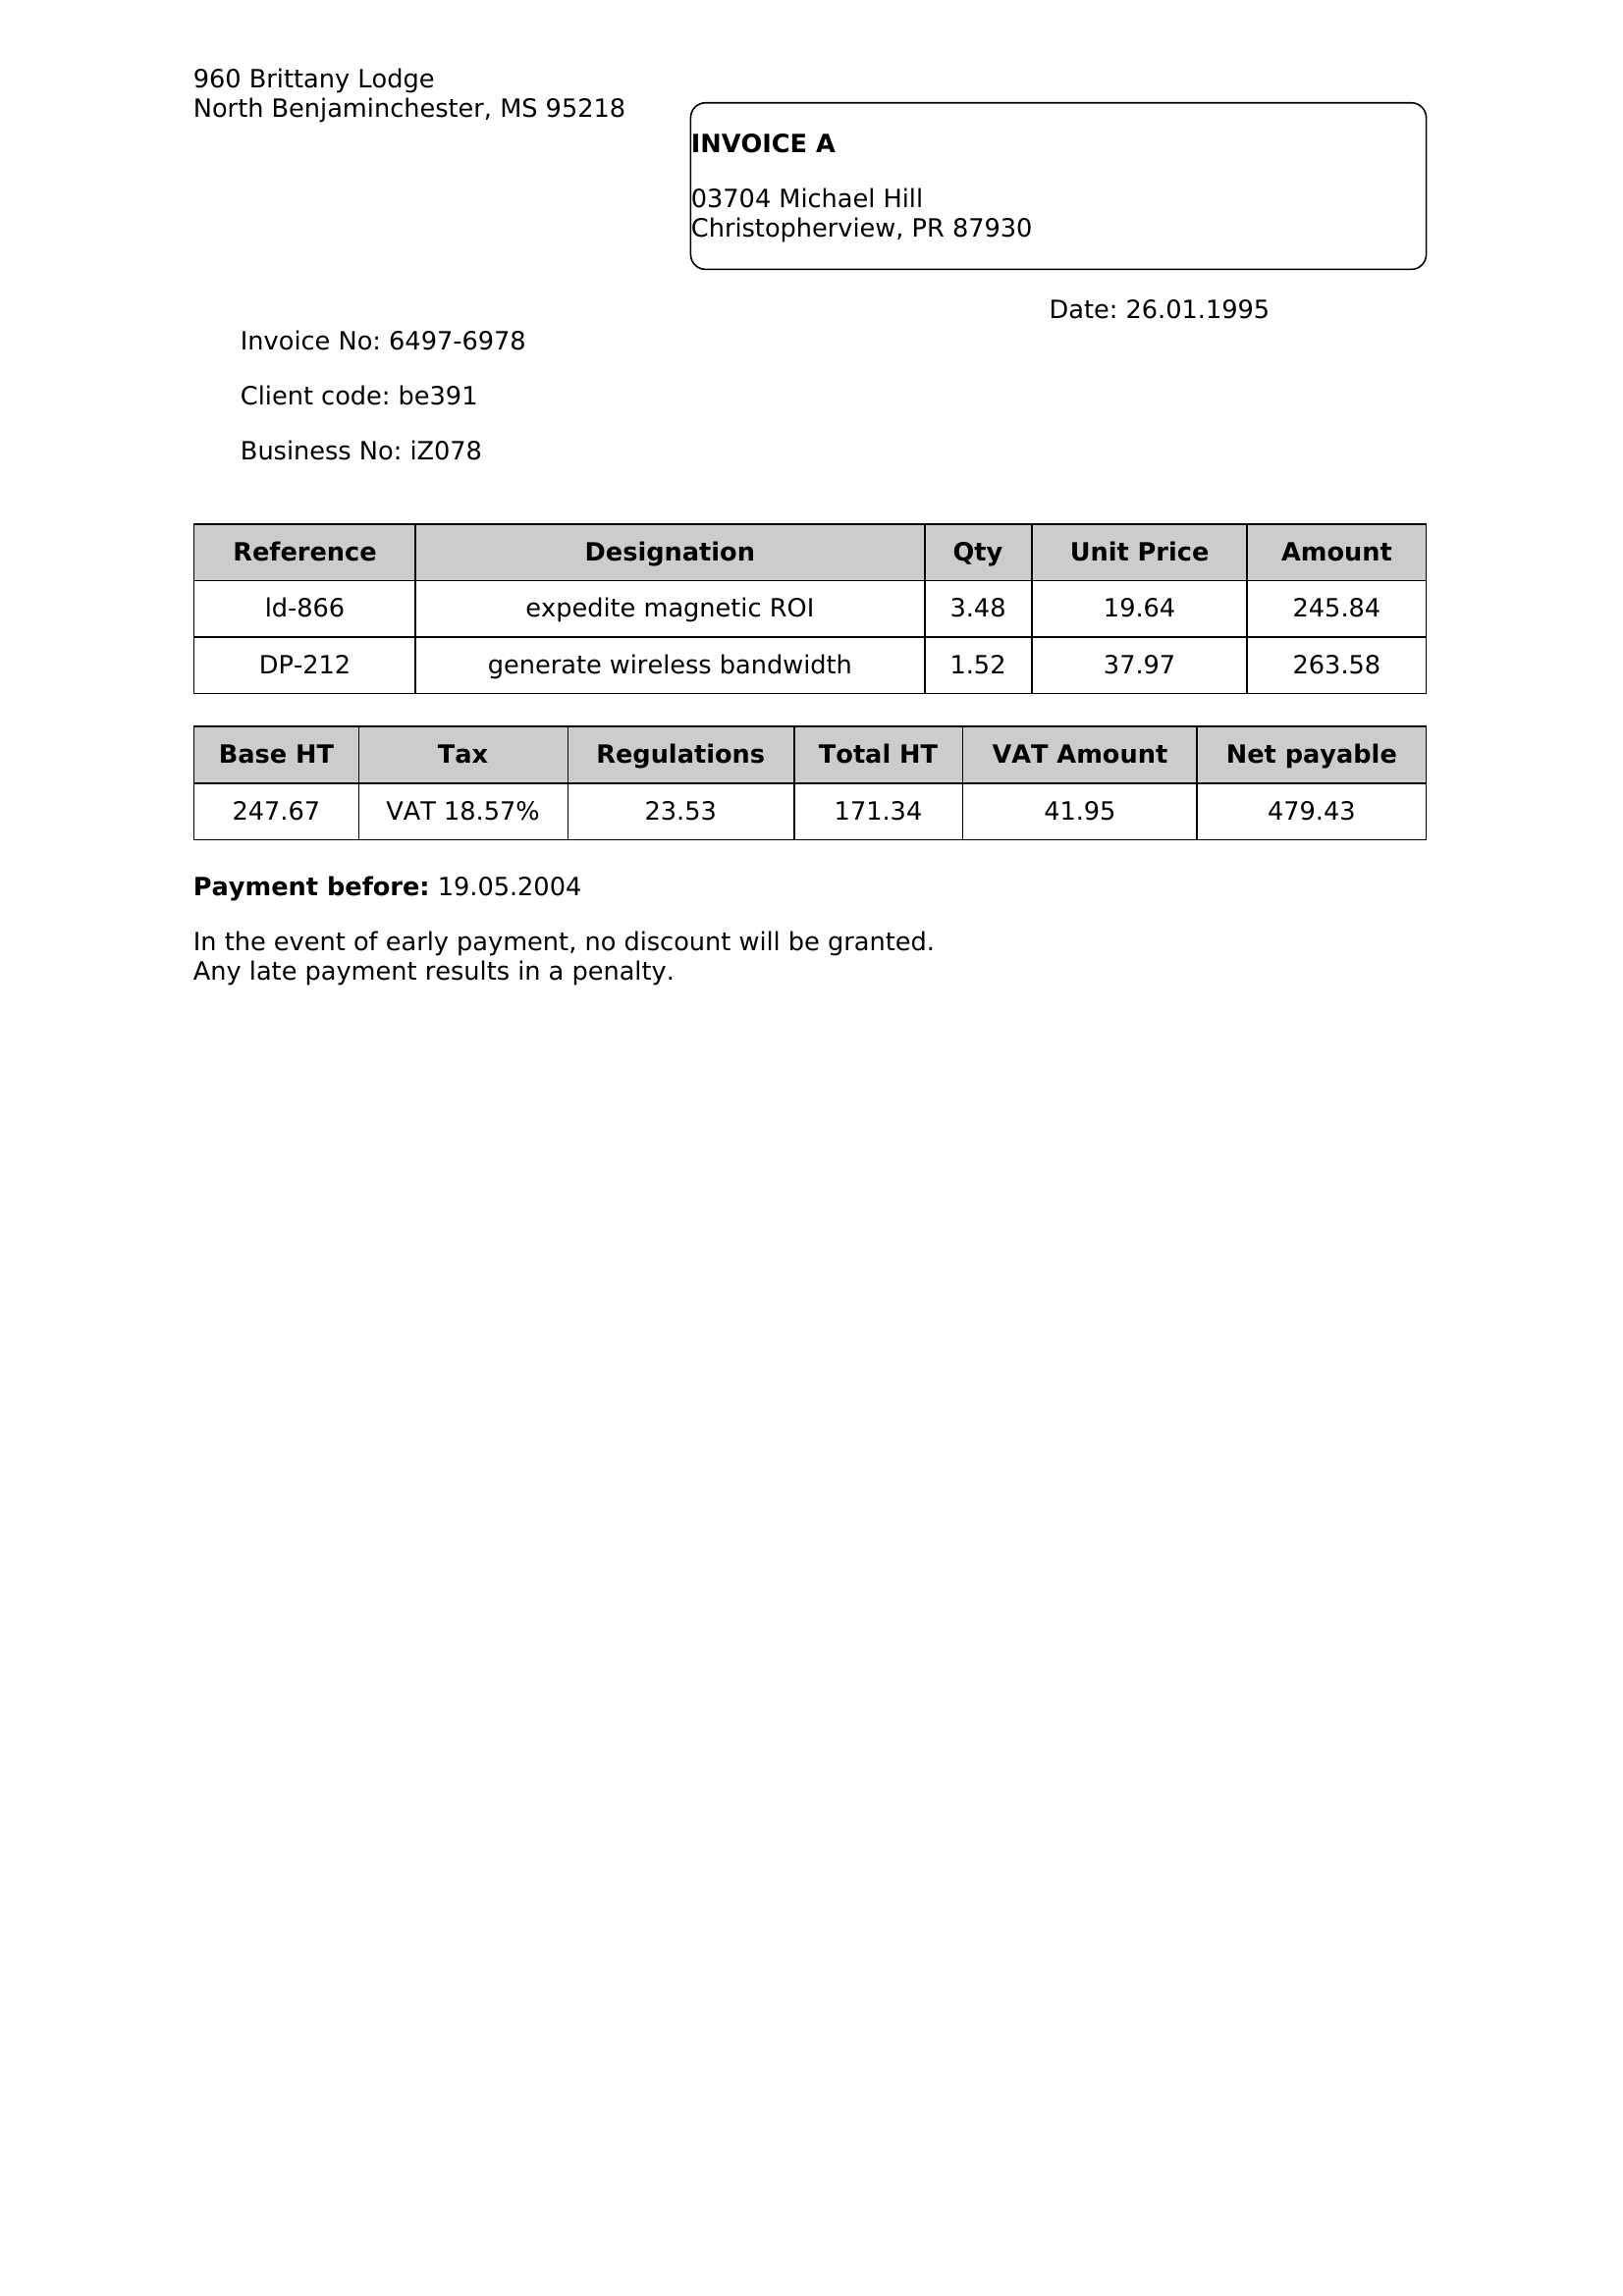 960 Brittany Lodge
North Benjaminchester, MS 95218
INVOICE A
03704 Michael Hill
Christopherview, PR 87930
Date: 26.01.1995
Invoice No: 6497-6978
Client code: be391
Business No: iZ078
Reference Designation Qty Unit Price Amount
ld-866 expedite magnetic ROI 3.48 19.64 245.84
DP-212 generate wireless bandwidth 1.52 37.97 263.58
Base HT Tax Regulations Total HT VAT Amount Net payable
247.67 VAT 18.57% 23.53 171.34 41.95 479.43
Payment before: 19.05.2004
In the event of early payment, no discount will be granted.
Any late payment results in a penalty.